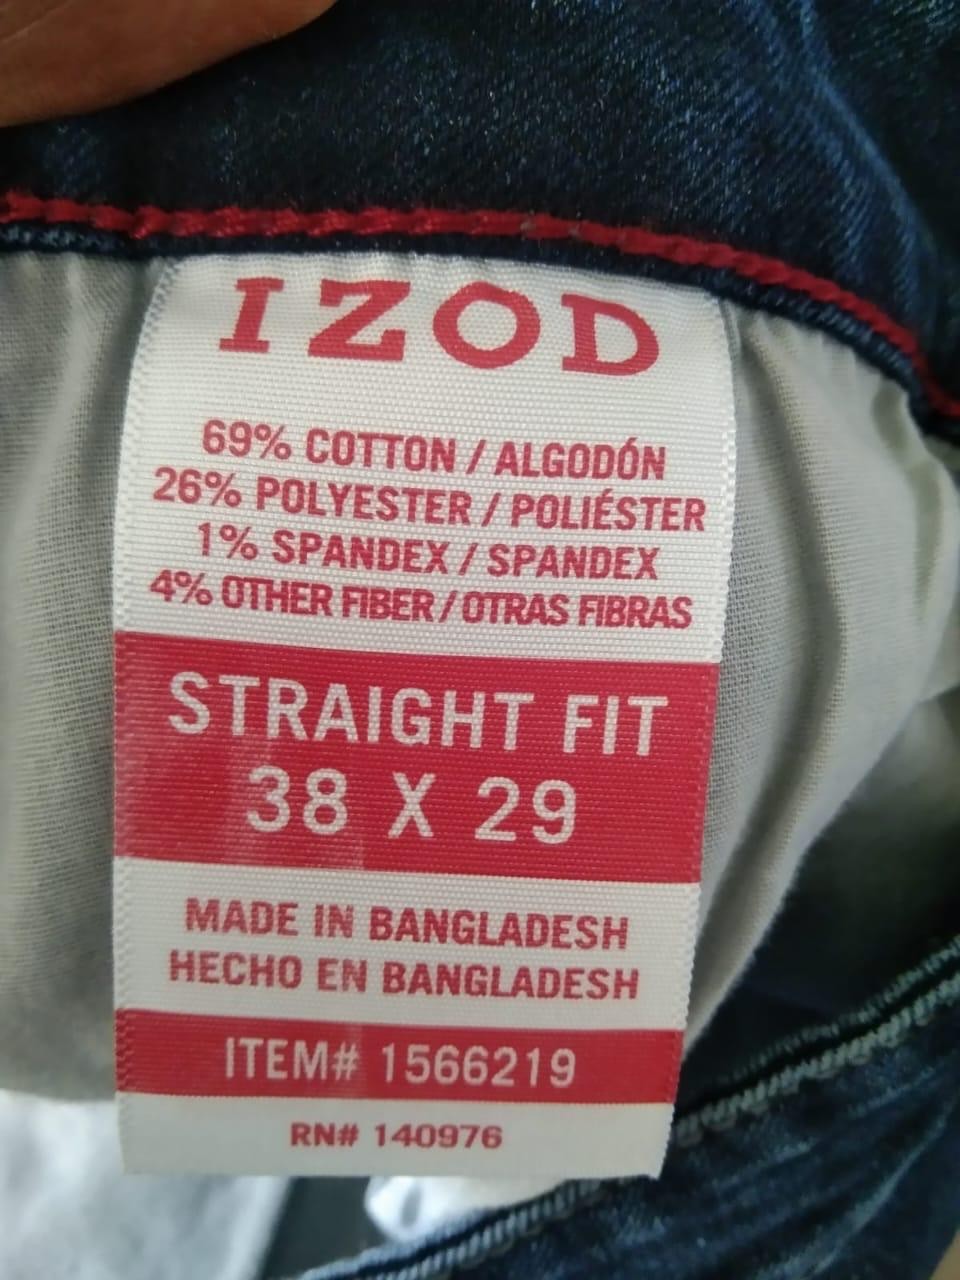 IZOD
69% COTTON / ALGODÓN
26% POLYESTER / POLIÉSTER
1% SPANDEX / SPANDEX
4% OTHER FIBER / OTRAS FIBRAS
STRAIGHT FIT
38 X 29
MADE IN BANGLADESH
HECHO EN BANGLADESH
ITEM# 1566219
RN# 140976